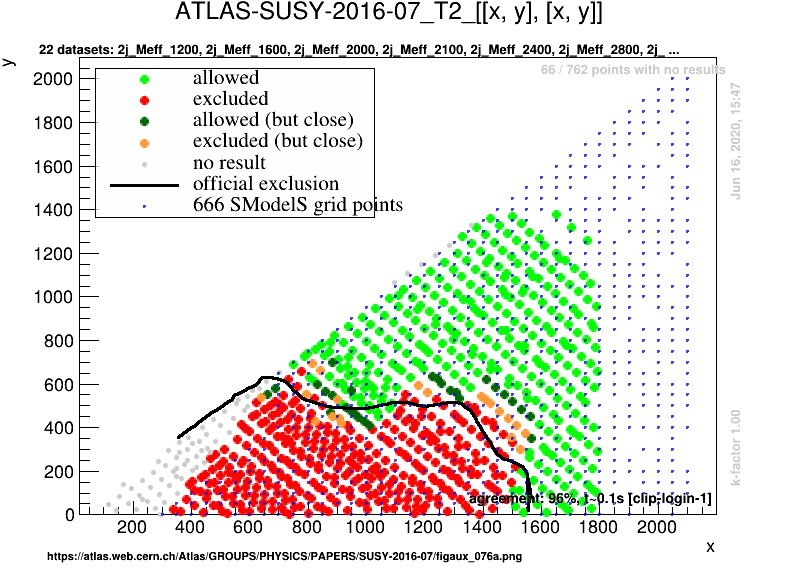 ATLAS-SUSY-2016-07_T2_[[x, y], [x, y]]
22 datasets: 2j_Meff_1200, 2j_Meff_1600, 2j_Meff_2000, 2j_Meff_2100, 2j_Meff_2400, 2j_Meff_2800, 2j_ ...
66 / 762 points with no results
y
2000
1800
1600
1400
1200
1000
800
600
400
200
0
allowed
excluded
allowed (but close)
excluded (but close)
no result
official exclusion
666 SModelS grid points
Jun 16, 2020, 15:47
k-factor 1.00
agreement: 96%, t~0.1s [clip-login-1]
200 400 600 800 1000 1200 1400 1600 1800 2000
x
https://atlas.web.cern.ch/Atlas/GROUPS/PHYSICS/PAPERS/SUSY-2016-07/figaux_076a.png